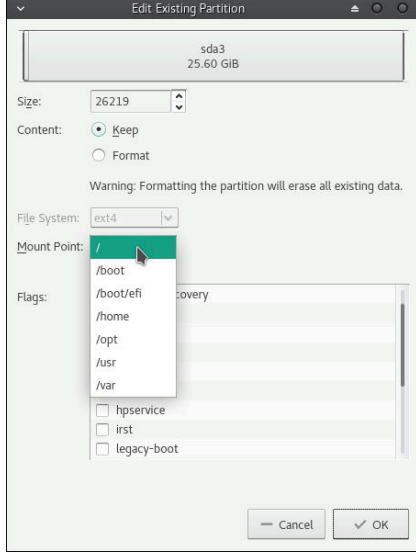 Edit Existing Partition
sda3
25.60 GiB
Size: 26219
Content: Keep
Format
Warning: Formatting the partition will erase all existing data.
File System: ext4
Mount Point: /
/boot
Flags: /boot/efi covery
/home
/opt
/usr
/var
hpservice
irst
legacy-boot
Cancel OK